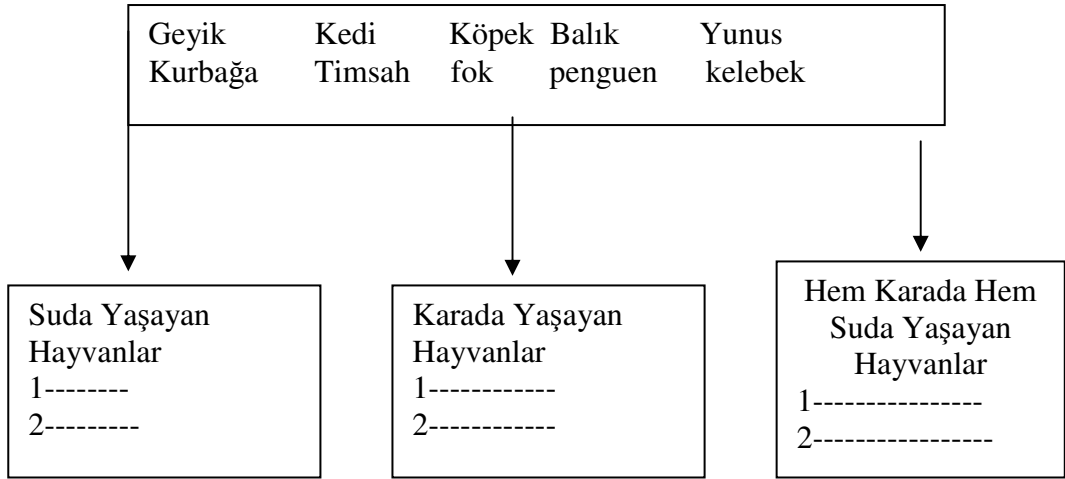 Geyik Kedi Köpek Balık Yunus
Kurbağa Timsah fok penguen kelebek
Suda Yaşayan
Hayvanlar
1--------
2---------
Karada Yaşayan
Hayvanlar
1------------
2------------
Hem Karada Hem
Suda Yaşayan
Hayvanlar
1----------------
2-----------------